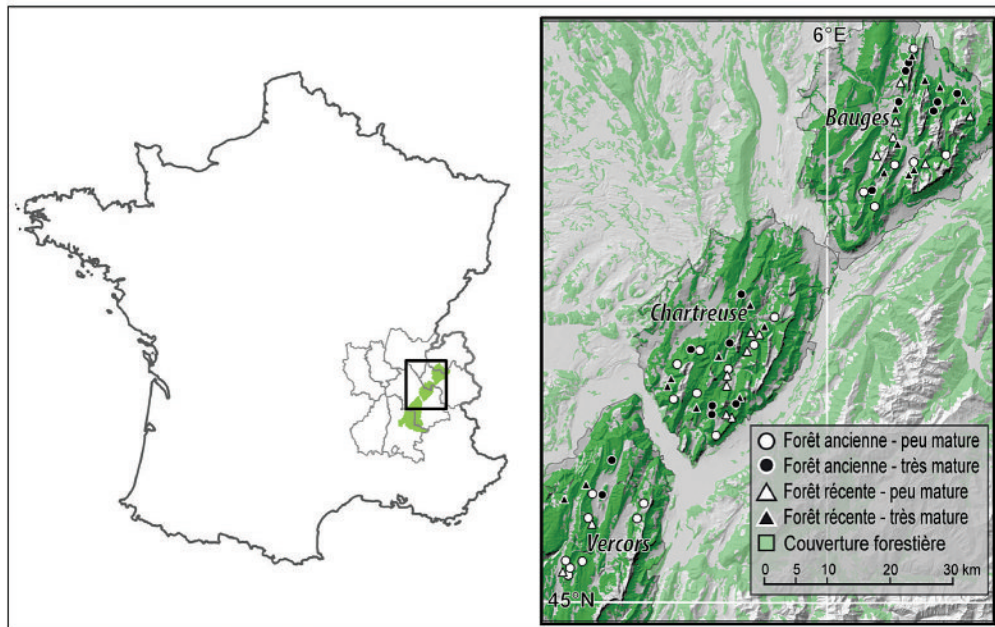 6°E
Bauges
Chartreuse
Vercors
Forêt ancienne - peu mature
Forêt ancienne - très mature
Forêt récente - peu mature
Forêt récente - très mature
Couverture forestière
0 10 20 30 km
45°N